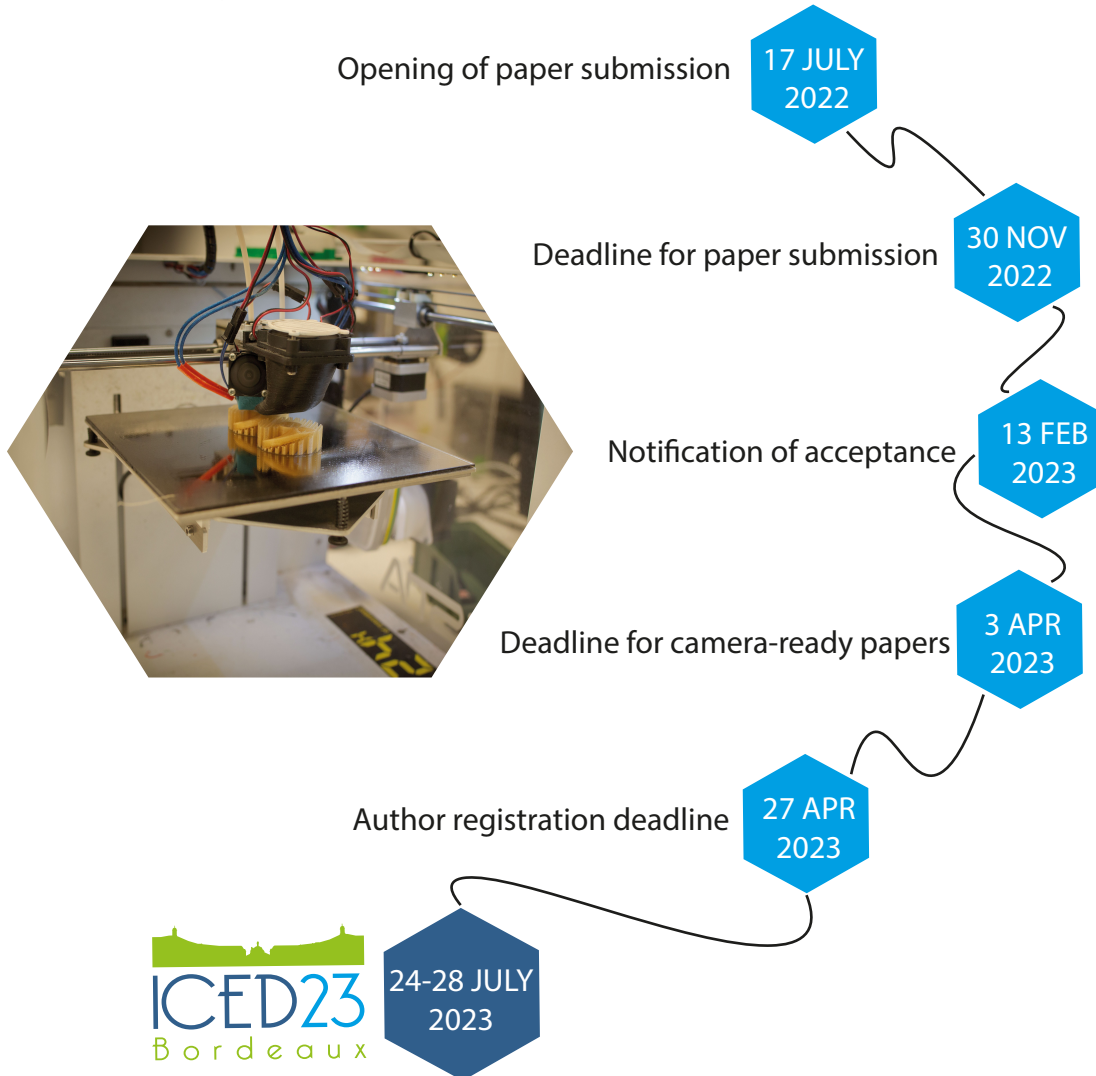 Opening of paper submission
17 JULY
2022
Deadline for paper submission
30 NOV
2022
Notification of acceptance
13 FEB
2023
Deadline for camera-ready papers
3 APR
2023
Author registration deadline
27 APR
2023
ICED23
Bordeaux
24-28 JULY
2023